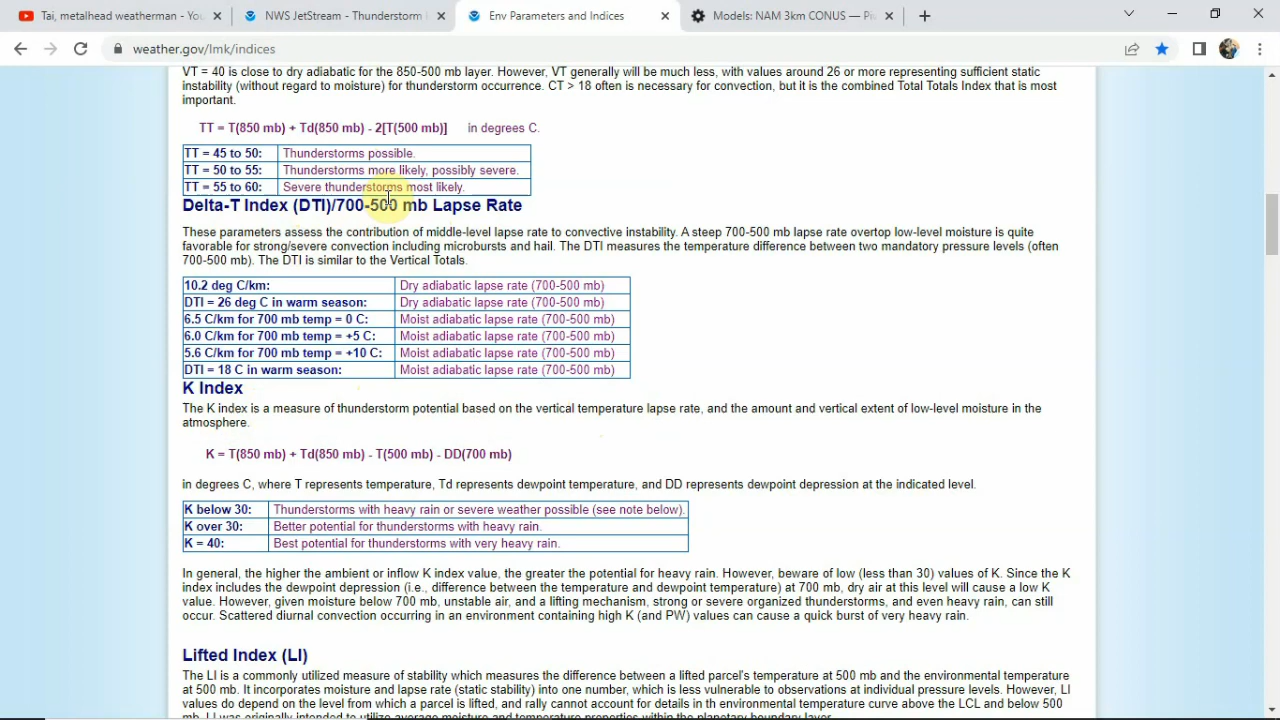 Tai, metalhead weatherman - You
NWS JetStream - Thunderstorm I
Env Parameters and Indices
Models: NAM 3km CONUS — Pi
weather.gov/lmk/indices
VT = 40 is close to dry adiabatic for the 850-500 mb layer. However, VT generally will be much less, with values around 26 or more representing sufficient static
instability (without regard to moisture) for thunderstorm occurrence. CT > 18 often is necessary for convection, but it is the combined Total Totals Index that is most
important.
TT = T(850 mb) + Td(850 mb) - 2[T(500 mb)] in degrees C.
TT = 45 to 50: Thunderstorms possible.
TT = 50 to 55: Thunderstorms more likely, possibly severe.
TT = 55 to 60: Severe thunderstorms most likely.
Delta-T Index (DTI)/700-500 mb Lapse Rate
These parameters assess the contribution of middle-level lapse rate to convective instability. A steep 700-500 mb lapse rate overtop low-level moisture is quite
favorable for strong/severe convection including microbursts and hail. The DTI measures the temperature difference between two mandatory pressure levels (often
700-500 mb). The DTI is similar to the Vertical Totals.
10.2 deg C/km: Dry adiabatic lapse rate (700-500 mb)
DTI = 26 deg C in warm season: Dry adiabatic lapse rate (700-500 mb)
6.5 C/km for 700 mb temp = 0 C: Moist adiabatic lapse rate (700-500 mb)
6.0 C/km for 700 mb temp = +5 C: Moist adiabatic lapse rate (700-500 mb)
5.6 C/km for 700 mb temp = +10 C: Moist adiabatic lapse rate (700-500 mb)
DTI = 18 C in warm season: Moist adiabatic lapse rate (700-500 mb)
K Index
The K index is a measure of thunderstorm potential based on the vertical temperature lapse rate, and the amount and vertical extent of low-level moisture in the
atmosphere.
K = T(850 mb) + Td(850 mb) - T(500 mb) - DD(700 mb)
in degrees C, where T represents temperature, Td represents dewpoint temperature, and DD represents dewpoint depression at the indicated level.
K below 30: Thunderstorms with heavy rain or severe weather possible (see note below).
K over 30: Better potential for thunderstorms with heavy rain.
K = 40: Best potential for thunderstorms with very heavy rain.
In general, the higher the ambient or inflow K index value, the greater the potential for heavy rain. However, beware of low (less than 30) values of K. Since the K
index includes the dewpoint depression (i.e., difference between the temperature and dewpoint temperature) at 700 mb, dry air at this level will cause a low K
value. However, given moisture below 700 mb, unstable air, and a lifting mechanism, strong or severe organized thunderstorms, and even heavy rain, can still
occur. Scattered diurnal convection occurring in an environment containing high K (and PW) values can cause a quick burst of very heavy rain.
Lifted Index (LI)
The LI is a commonly utilized measure of stability which measures the difference between a lifted parcel's temperature at 500 mb and the environmental temperature
at 500 mb. It incorporates moisture and lapse rate (static stability) into one number, which is less vulnerable to observations at individual pressure levels. However, LI
values do depend on the level from which a parcel is lifted, and rally cannot account for details in th environmental temperature curve above the LCL and below 500
mb. LI was originally intended to utilize average moisture and temperature properties within the planetary boundary layer.